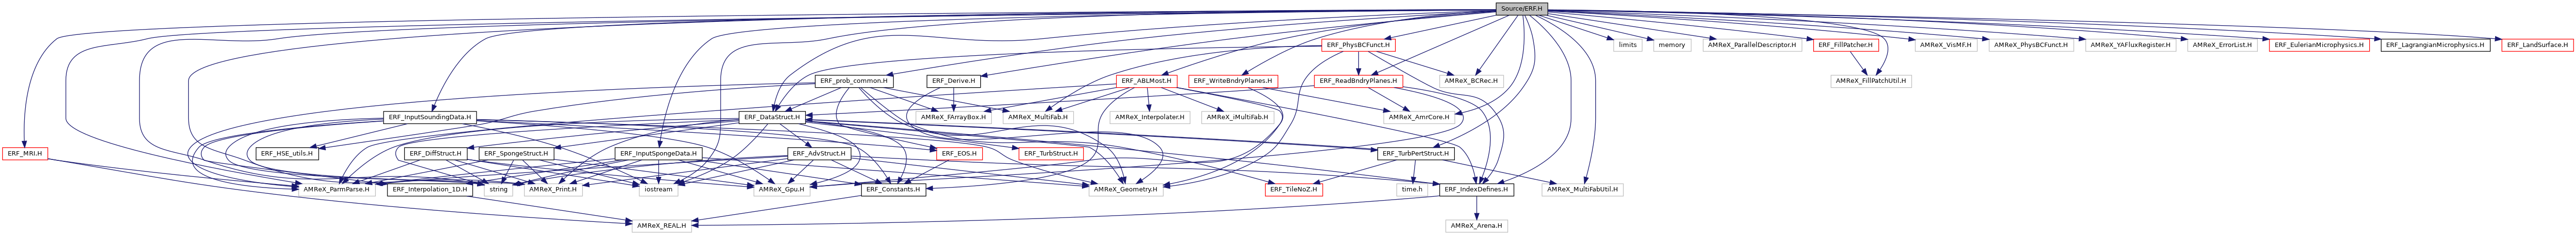 Source/ERF.H
ERF_PhysBCFunct.H
limits
memory
AMReX_ParallelDescriptor.H
ERF_FillPatcher.H
AMReX_VisMF.H
AMReX_PhysBCFunct.H
AMReX_YAFluxRegister.H
AMReX_ErrorList.H
ERF_EulerianMicrophysics.H
ERF_LagrangianMicrophysics.H
ERF_LandSurface.H
ERF_prob_common.H
ERF_Derive.H
ERF_ABLMost.H
ERF_WriteBndryPlanes.H
ERF_ReadBndryPlanes.H
AMReX_BCRec.H
AMReX_FillPatchUtil.H
ERF_InputSoundingData.H
ERF_DataStruct.H
AMReX_FArrayBox.H
AMReX_MultiFab.H
AMReX_Interpolater.H
AMReX_iMultiFab.H
AMReX_AmrCore.H
ERF_MRI.H
ERF_HSE_utils.H
ERF_DiffStruct.H
ERF_SpongeStruct.H
ERF_InputSpongeData.H
ERF_AdvStruct.H
ERF_EOS.H
ERF_TurbStruct.H
ERF_TurbPertStruct.H
AMReX_ParmParse.H
ERF_Interpolation_1D.H
string
AMReX_Print.H
iostream
AMReX_Gpu.H
ERF_Constants.H
AMReX_Geometry.H
ERF_TileNoZ.H
time.h
ERF_IndexDefines.H
AMReX_MultiFabUtil.H
AMReX_REAL.H
AMReX_Arena.H